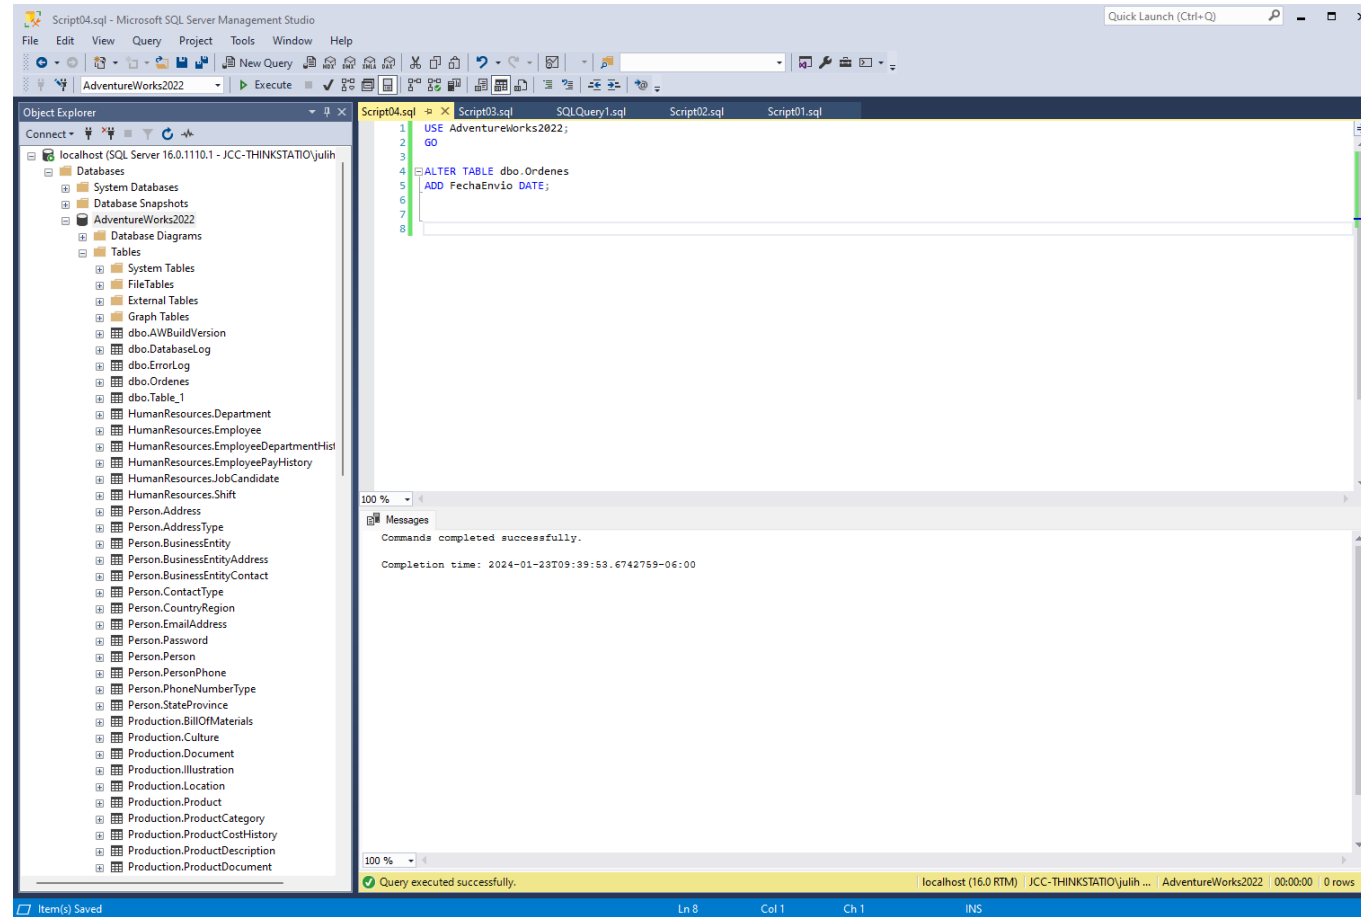 Script04.sql - Microsoft SQL Server Management Studio
Quick Launch (Ctrl+Q)
File Edit View Query Project Tools Window Help
New Query
AdventureWorks2022
Execute
Object Explorer
Connect
localhost (SQL Server 16.0.1110.1 - JCC-THINKSTATIO\julih
Databases
System Databases
Database Snapshots
AdventureWorks2022
Database Diagrams
Tables
System Tables
FileTables
External Tables
Graph Tables
dbo.AWBuildVersion
dbo.DatabaseLog
dbo.ErrorLog
dbo.Ordenes
dbo.Table_1
HumanResources.Department
HumanResources.Employee
HumanResources.EmployeeDepartmentHist
HumanResources.EmployeePayHistory
HumanResources.JobCandidate
HumanResources.Shift
Person.Address
Person.AddressType
Person.BusinessEntity
Person.BusinessEntityAddress
Person.BusinessEntityContact
Person.ContactType
Person.CountryRegion
Person.EmailAddress
Person.Password
Person.Person
Person.PersonPhone
Person.PhoneNumberType
Person.StateProvince
Production.BillOfMaterials
Production.Culture
Production.Document
Production.Illustration
Production.Location
Production.Product
Production.ProductCategory
Production.ProductCostHistory
Production.ProductDescription
Production.ProductDocument
Script04.sql Script03.sql SQLQuery1.sql Script02.sql Script01.sql
1 USE AdventureWorks2022;
2 GO
3
4 ALTER TABLE dbo.Ordenes
5 ADD FechaEnvio DATE;
6
7
8
100 %
Messages
Commands completed successfully.
Completion time: 2024-01-23T09:39:53.6742759-06:00
100 %
Query executed successfully.
localhost (16.0 RTM) JCC-THINKSTATIO\julih ... AdventureWorks2022 00:00:00 0 rows
Item(s) Saved Ln 8 Col 1 Ch 1 INS